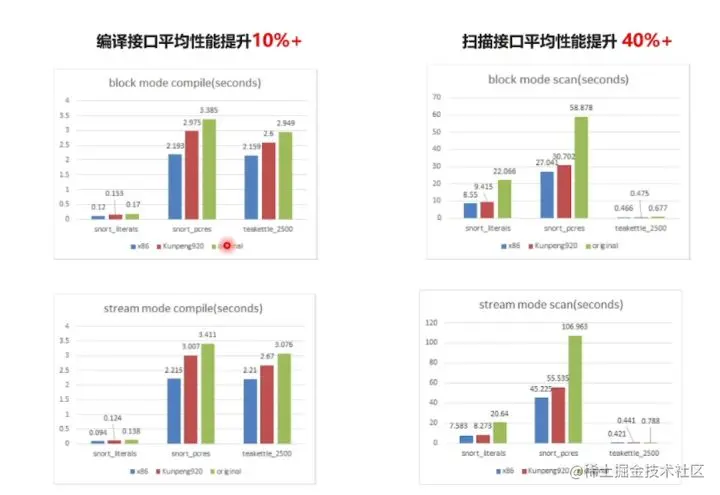 编译接口平均性能提升10%+
扫描接口平均性能提升 40%+
block mode compile(seconds)
4
3.5
3
2.5
2
1.5
1
0.5
0
0.12
0.153
0.17
2.193
2.975
3.385
2.159
2.6
2.949
snort_literals
snort_pcres
teakettle_2500
x86
Kunpeng920
block mode scan(seconds)
70
60
50
40
30
20
10
0
8.55
9.415
22.066
27.041
30.702
58.878
0.466
0.475
0.677
snort_literals
snort_pcres
teakettle_2500
x86
Kunpeng920
original
stream mode compile(seconds)
4
3.5
3
2.5
2
1.5
1
0.5
0
0.094
0.124
0.138
2.215
3.007
3.411
2.21
2.67
3.076
snort_literals
snort_pcres
teakettle_2500
x86
Kunpeng920
original
stream mode scan(seconds)
120
100
80
60
40
20
0
7.583
8.273
20.64
45.225
55.535
106.963
0.421
0.441
0.788
snort_literals
snort_pcres
teakettle_2500
x86
Kunpeng920
original
@稀土掘金技术社区